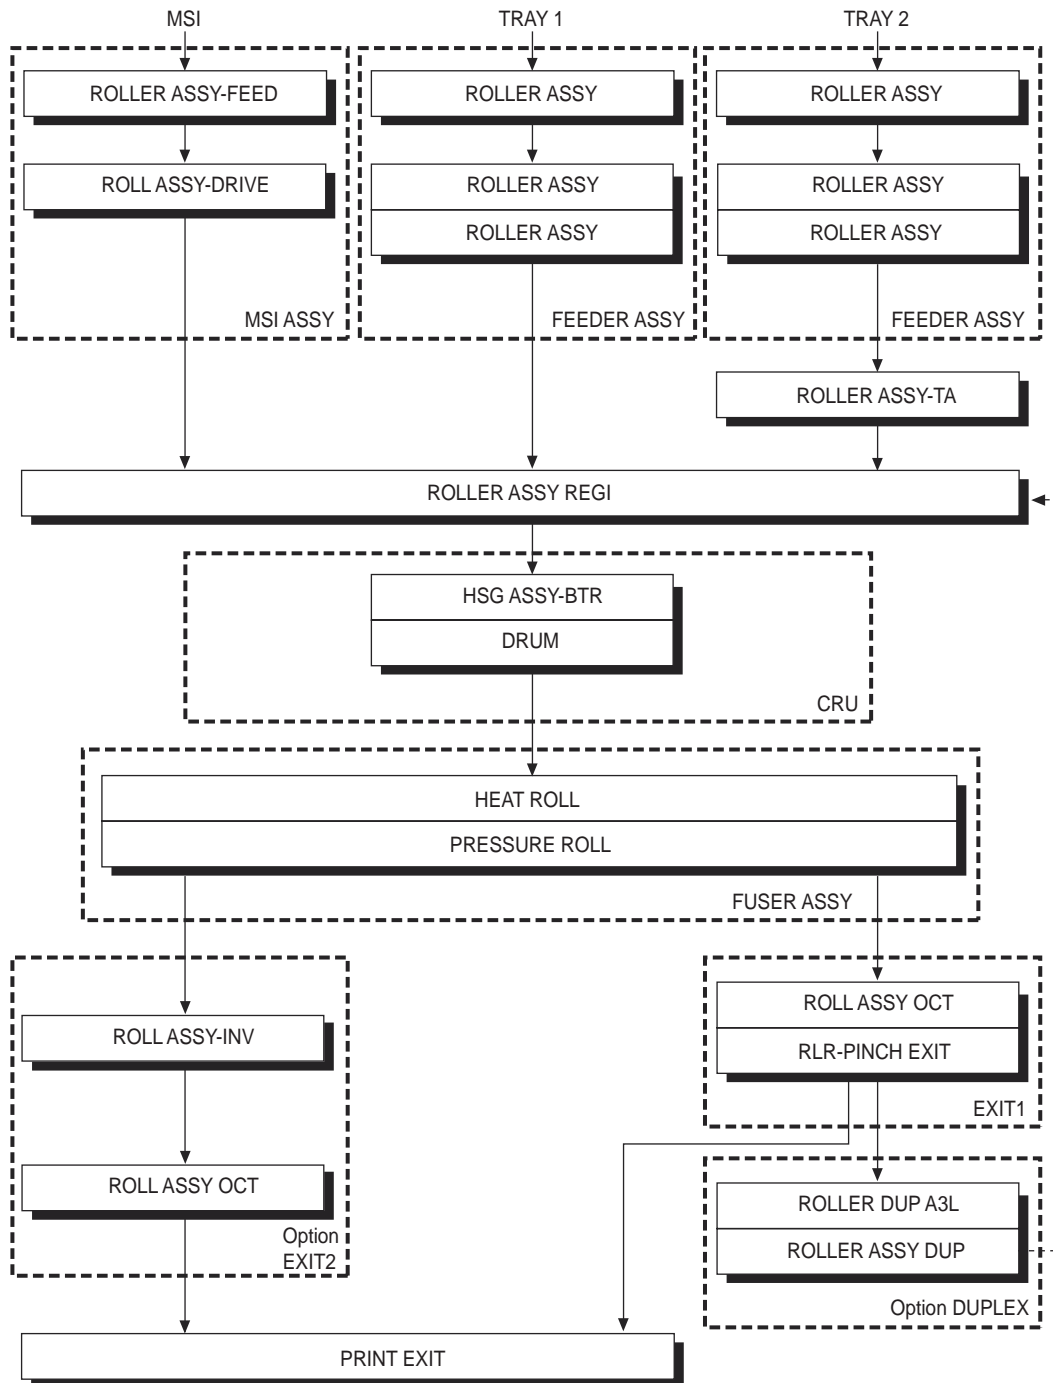 MSI
TRAY 1
TRAY 2
ROLLER ASSY-FEED
ROLLER ASSY
ROLLER ASSY
ROLL ASSY-DRIVE
ROLLER ASSY
ROLLER ASSY
ROLLER ASSY
ROLLER ASSY
MSI ASSY
FEEDER ASSY
FEEDER ASSY
ROLLER ASSY-TA
ROLLER ASSY REGI
HSG ASSY-BTR
DRUM
CRU
HEAT ROLL
PRESSURE ROLL
FUSER ASSY
ROLL ASSY-INV
ROLL ASSY OCT
Option
EXIT2
ROLL ASSY OCT
RLR-PINCH EXIT
EXIT1
ROLLER DUP A3L
ROLLER ASSY DUP
Option DUPLEX
PRINT EXIT